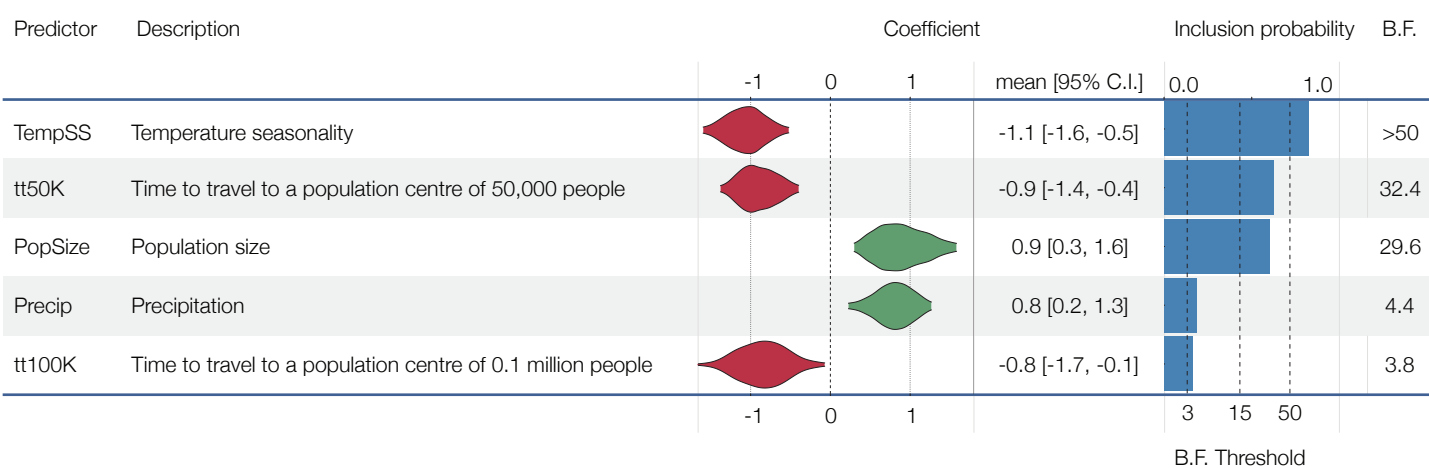 Predictor Description Coefficient Inclusion probability B.F.
-1 0 1 mean [95% C.I.] 0.0 1.0
TempSS Temperature seasonality -1.1 [-1.6, -0.5] >50
tt50K Time to travel to a population centre of 50,000 people -0.9 [-1.4, -0.4] 32.4
PopSize Population size 0.9 [0.3, 1.6] 29.6
Precip Precipitation 0.8 [0.2, 1.3] 4.4
tt100K Time to travel to a population centre of 0.1 million people -0.8 [-1.7, -0.1] 3.8
-1 0 1 3 15 50
B.F. Threshold